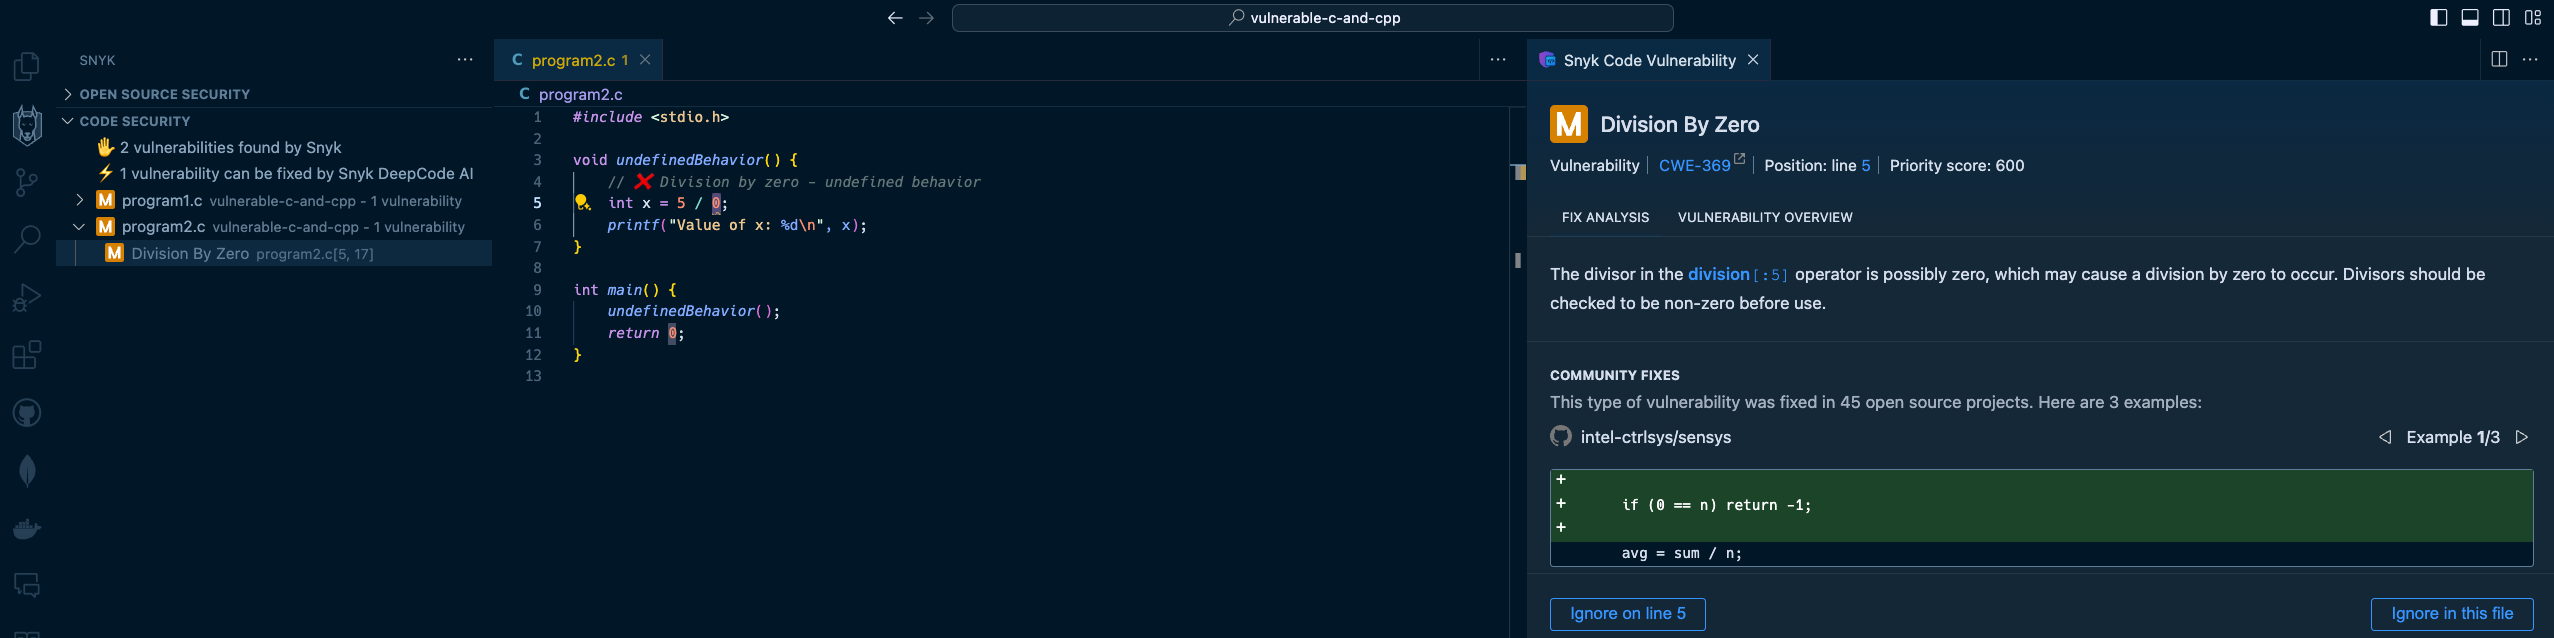 vulnerable-c-and-cpp
SNYK
OPEN SOURCE SECURITY
CODE SECURITY
2 vulnerabilities found by Snyk
1 vulnerability can be fixed by Snyk DeepCode AI
M program1.c vulnerable-c-and-cpp - 1 vulnerability
M program2.c vulnerable-c-and-cpp - 1 vulnerability
M Division By Zero program2.c[5, 17]
C program2.c 1
C program2.c
1 #include <stdio.h>
2
3 void undefinedBehavior() {
4 // ❌ Division by zero - undefined behavior
5 int x = 5 / 0;
6 printf("Value of x: %d\n", x);
7 }
8
9 int main() {
10 undefinedBehavior();
11 return 0;
12 }
13
Snyk Code Vulnerability
M Division By Zero
Vulnerability | CWE-369 | Position: line 5 | Priority score: 600
FIX ANALYSIS VULNERABILITY OVERVIEW
The divisor in the division [:5] operator is possibly zero, which may cause a division by zero to occur. Divisors should be
checked to be non-zero before use.
COMMUNITY FIXES
This type of vulnerability was fixed in 45 open source projects. Here are 3 examples:
intel-ctrlsys/sensys Example 1/3
+
+ if (0 == n) return -1;
+
avg = sum / n;
Ignore on line 5 Ignore in this file